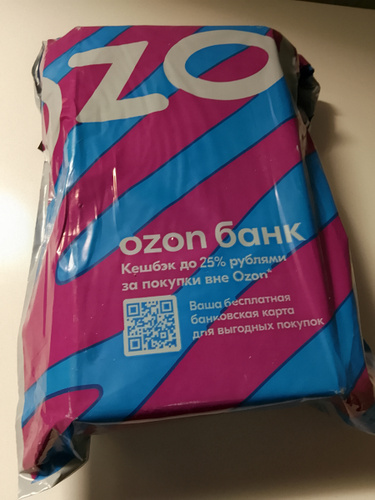 OZO
ozon банк
Кешбэк до 25% рублями
за покупки вне Ozon*
Ваша бесплатная
банковская карта
для выгодных покупок